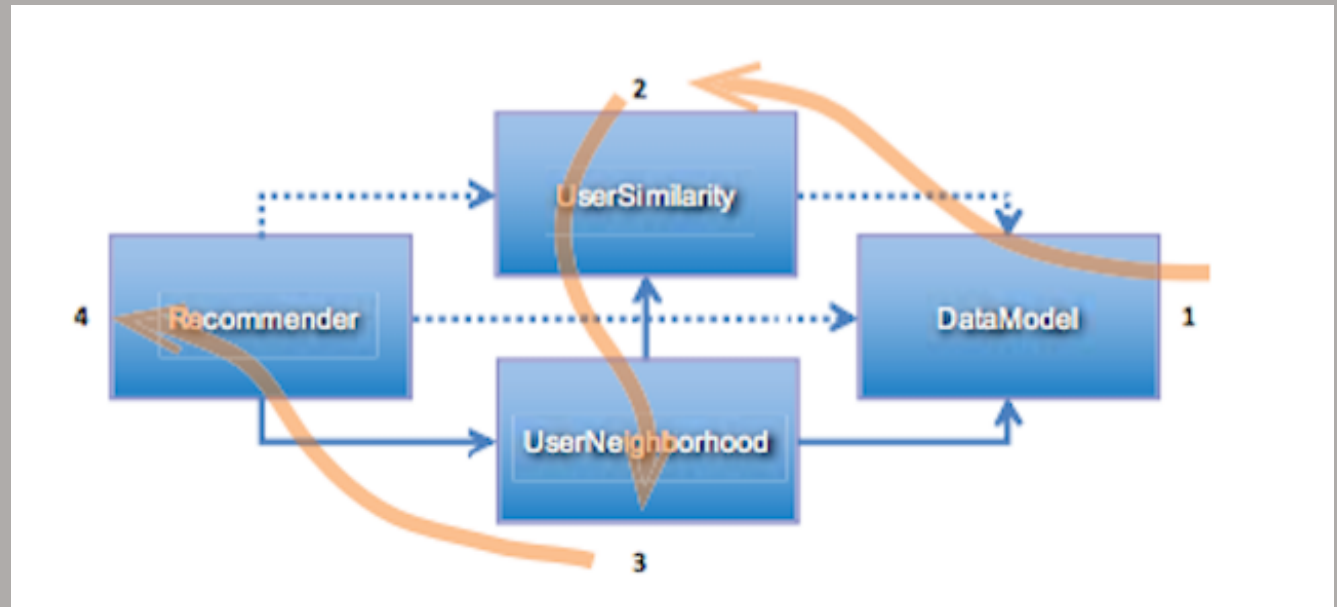 2
UserSimilarity
4
Recommender
DataModel
1
UserNeighborhood
3